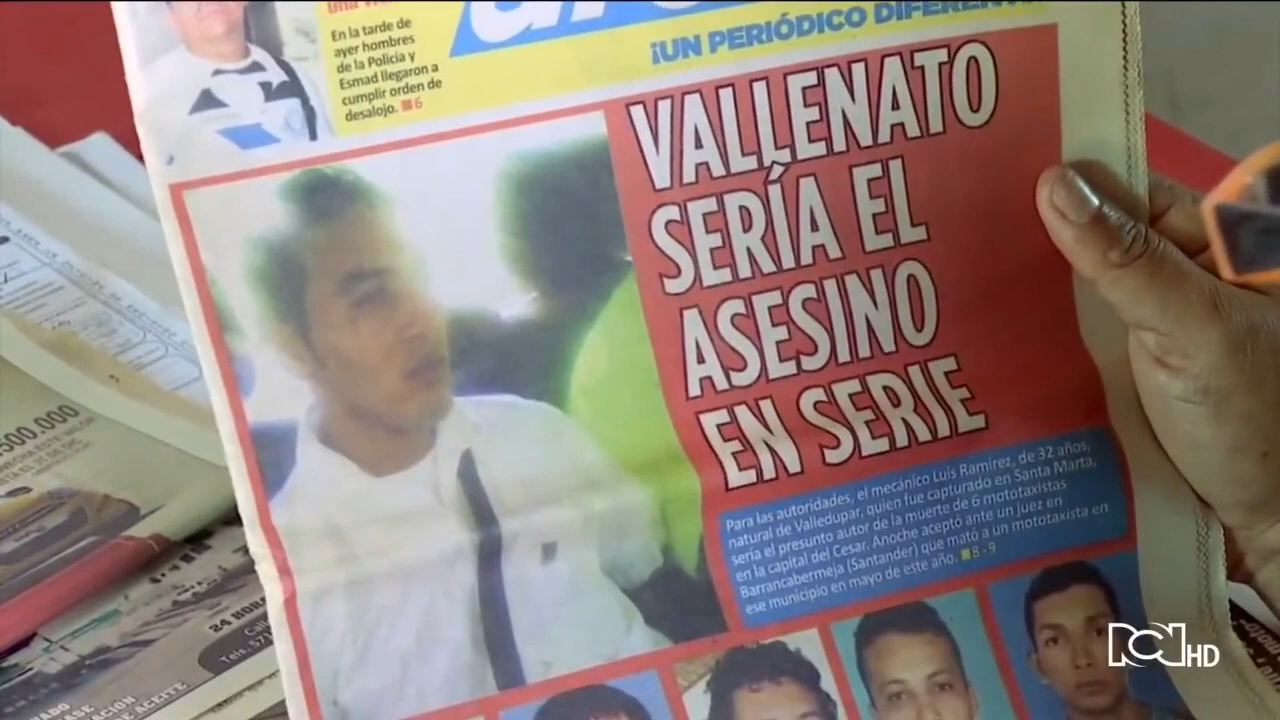 En la tarde de
ayer hombres
de la Policía y
Esmad llegaron a
cumplir orden de
desalojo. 6
¡UN PERIÓDICO DIFERENTE
VALLENATO
SERÍA EL
ASESINO
EN SERIE
Para las autoridades, el mecánico Luis Ramírez, de 32 años,
natural de Valledupar, quien fue capturado en Santa Marta,
sería el presunto autor de la muerte de 6 mototaxistas
en la capital del Cesar. Anoche aceptó ante un juez en
Barrancabermeja (Santander) que mató a un mototaxista en
ese municipio en mayo de este año. 8 - 9
500.000
24 HORAS
Tels. 571
RCN HD